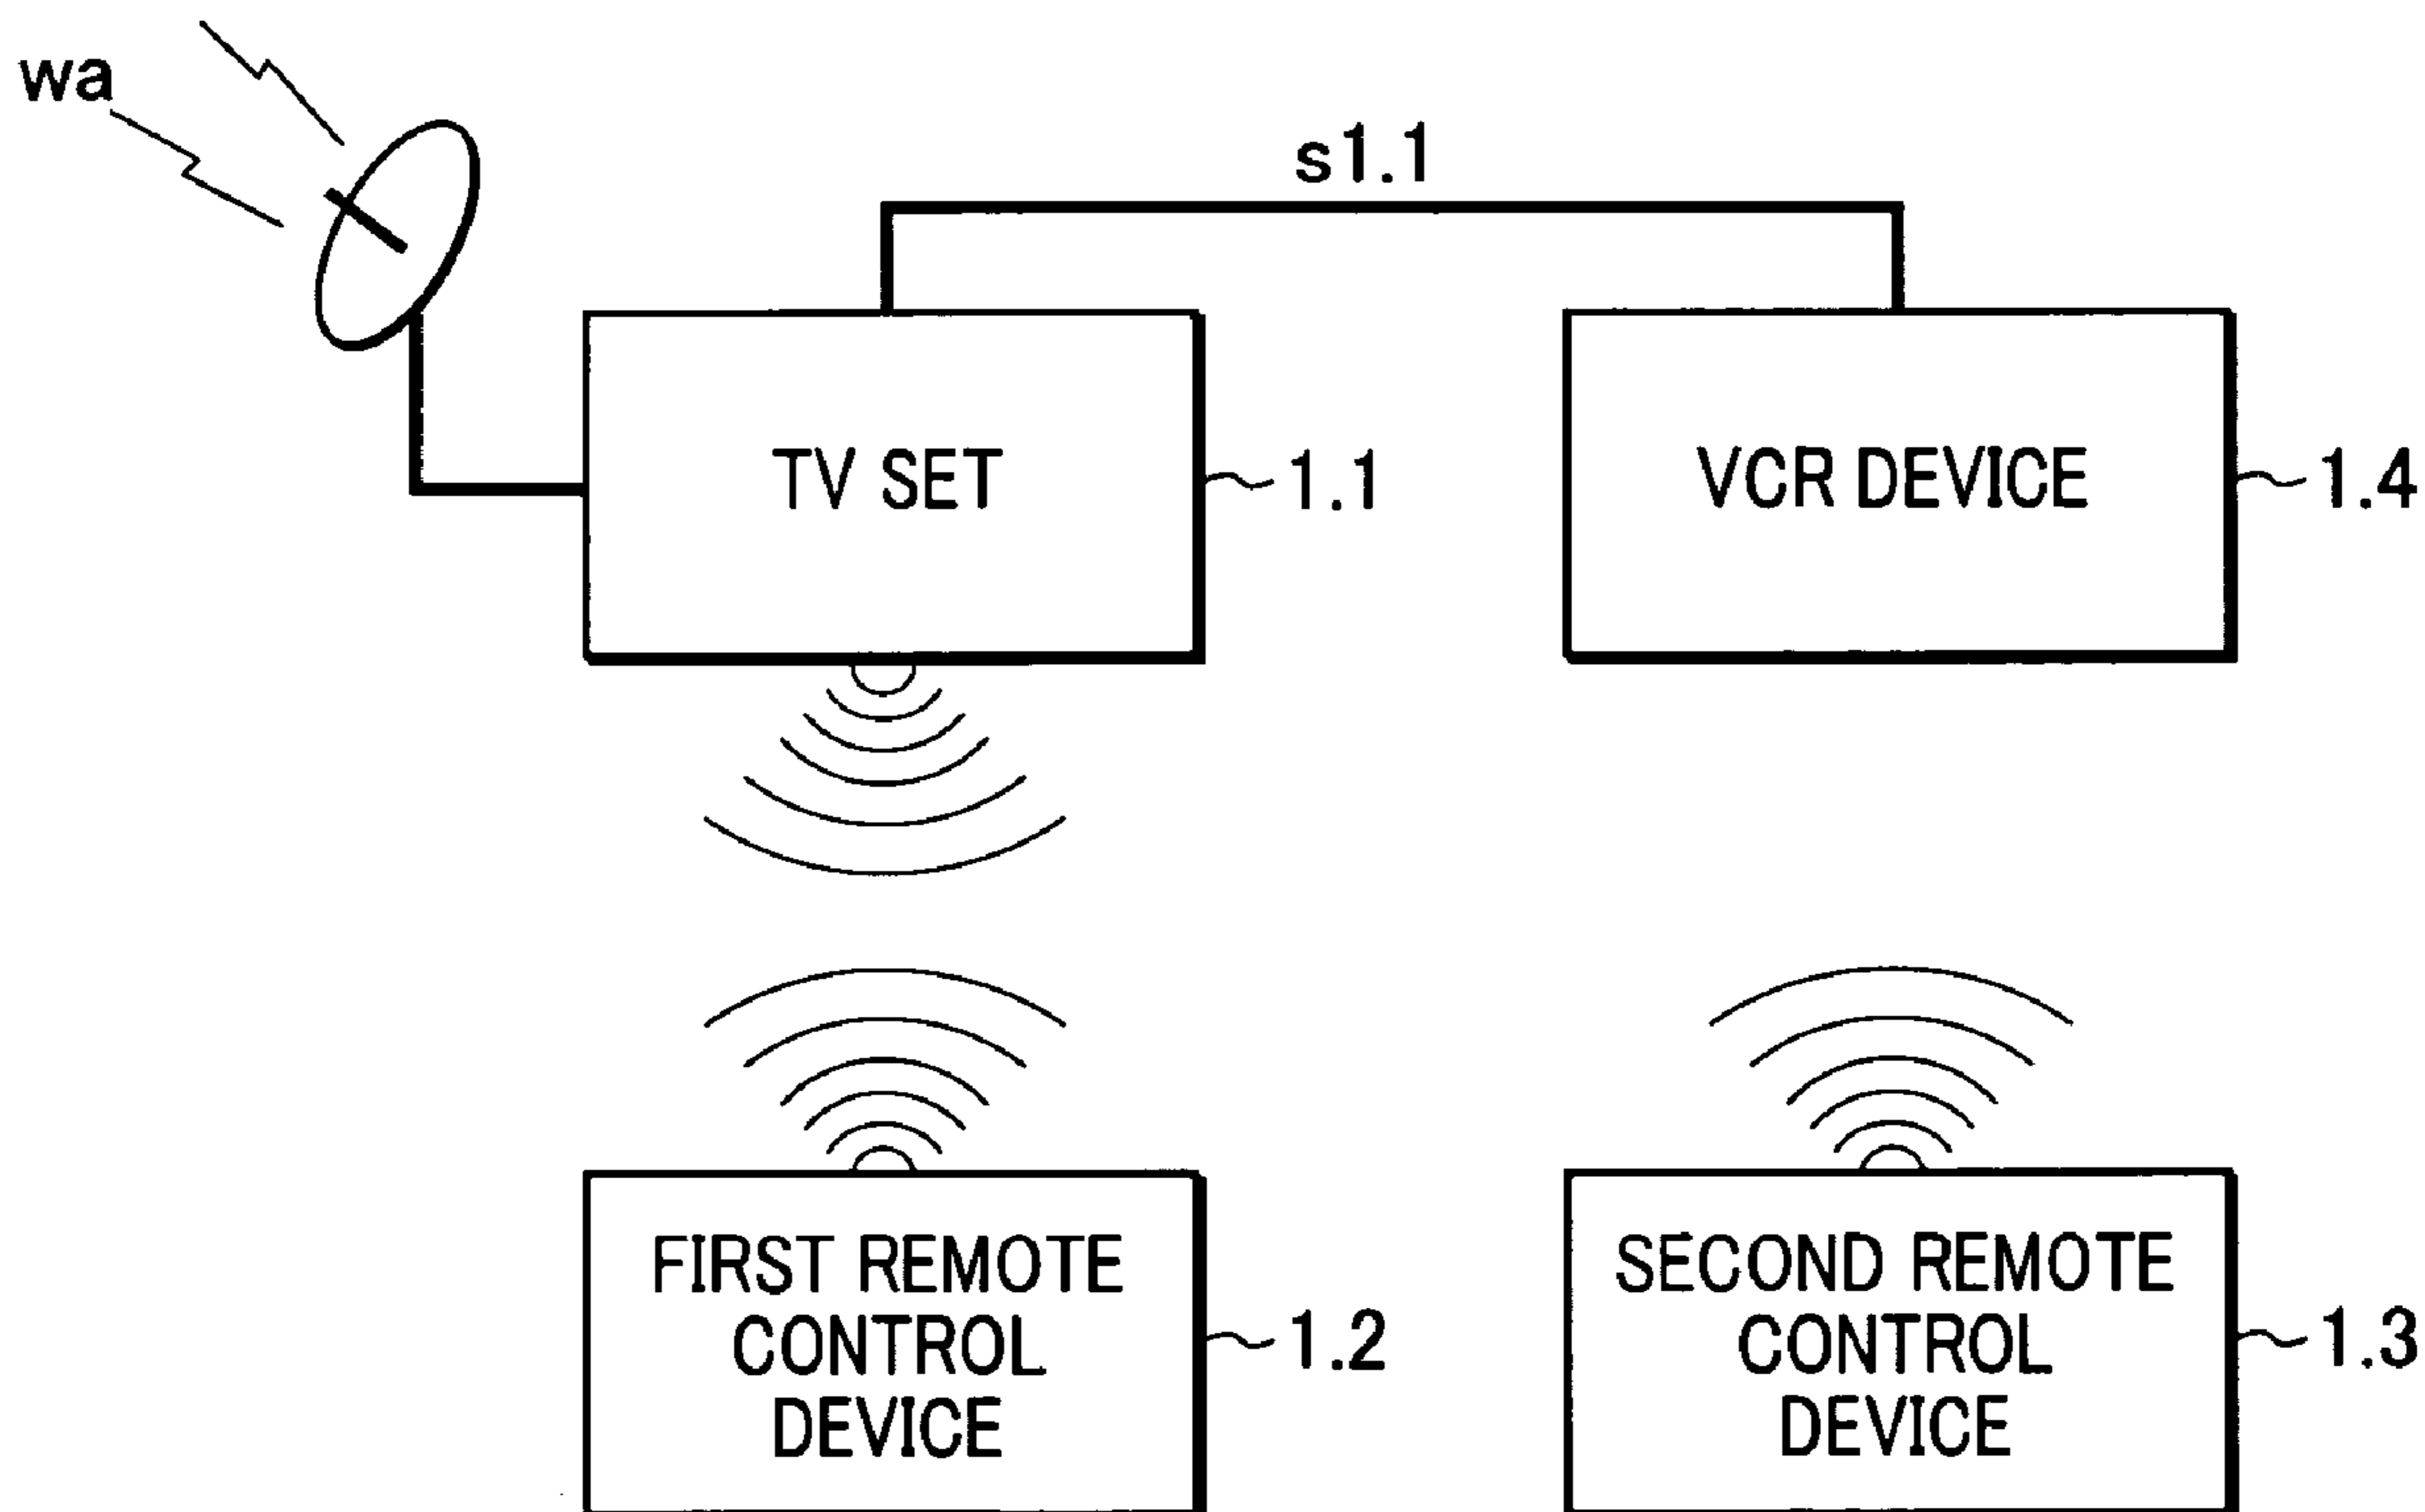 wa
s1.1
TV SET
1.1
VCR DEVICE
1.4
FIRST REMOTE
CONTROL
DEVICE
1.2
SECOND REMOTE
CONTROL
DEVICE
1.3